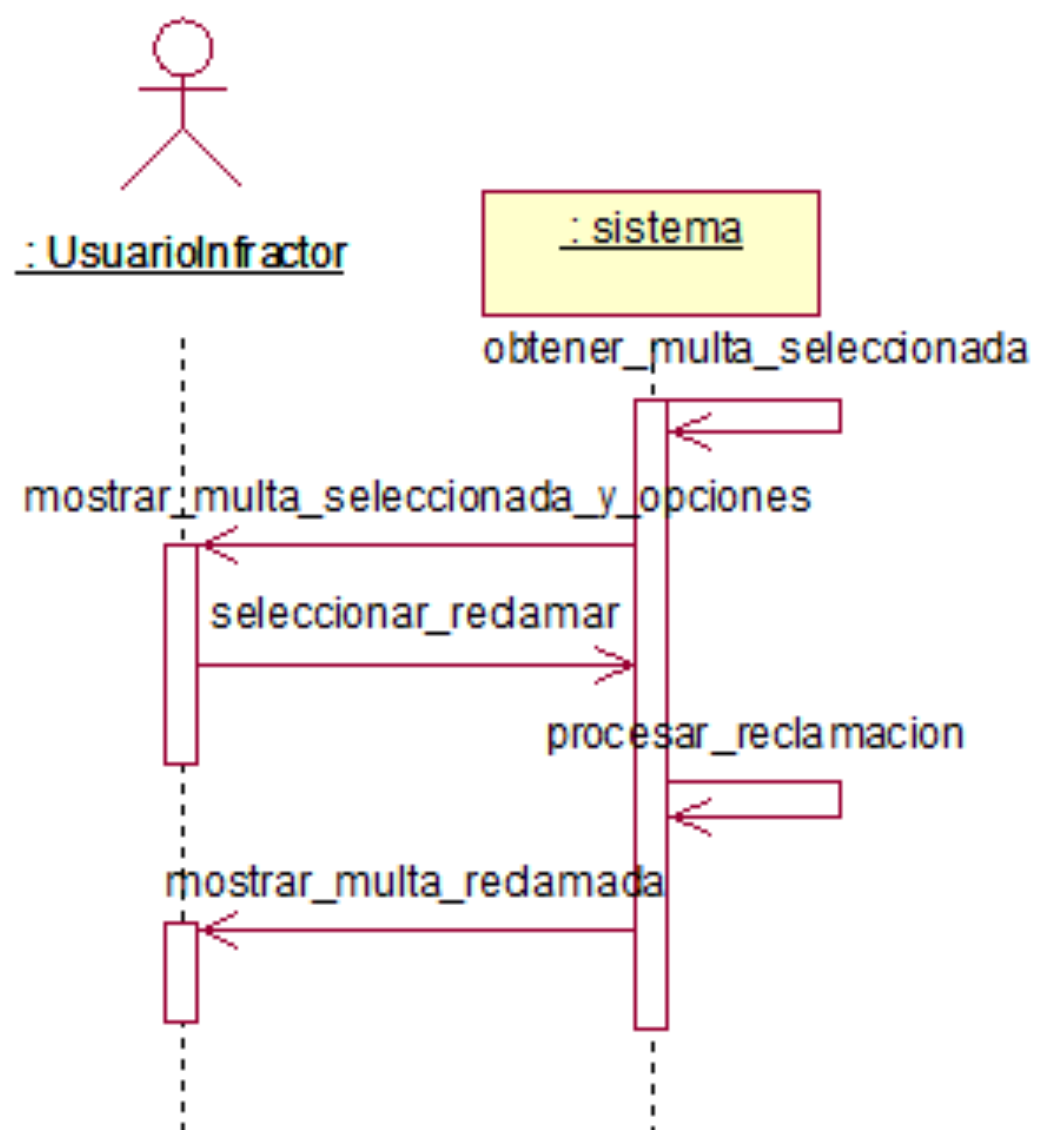 : UsuarioInfractor
: sistema
obtener_multa_seleccionada
mostrar_multa_seleccionada_y_opciones
seleccionar_reclamar
procesar_reclamacion
mostrar_multa_reclamada